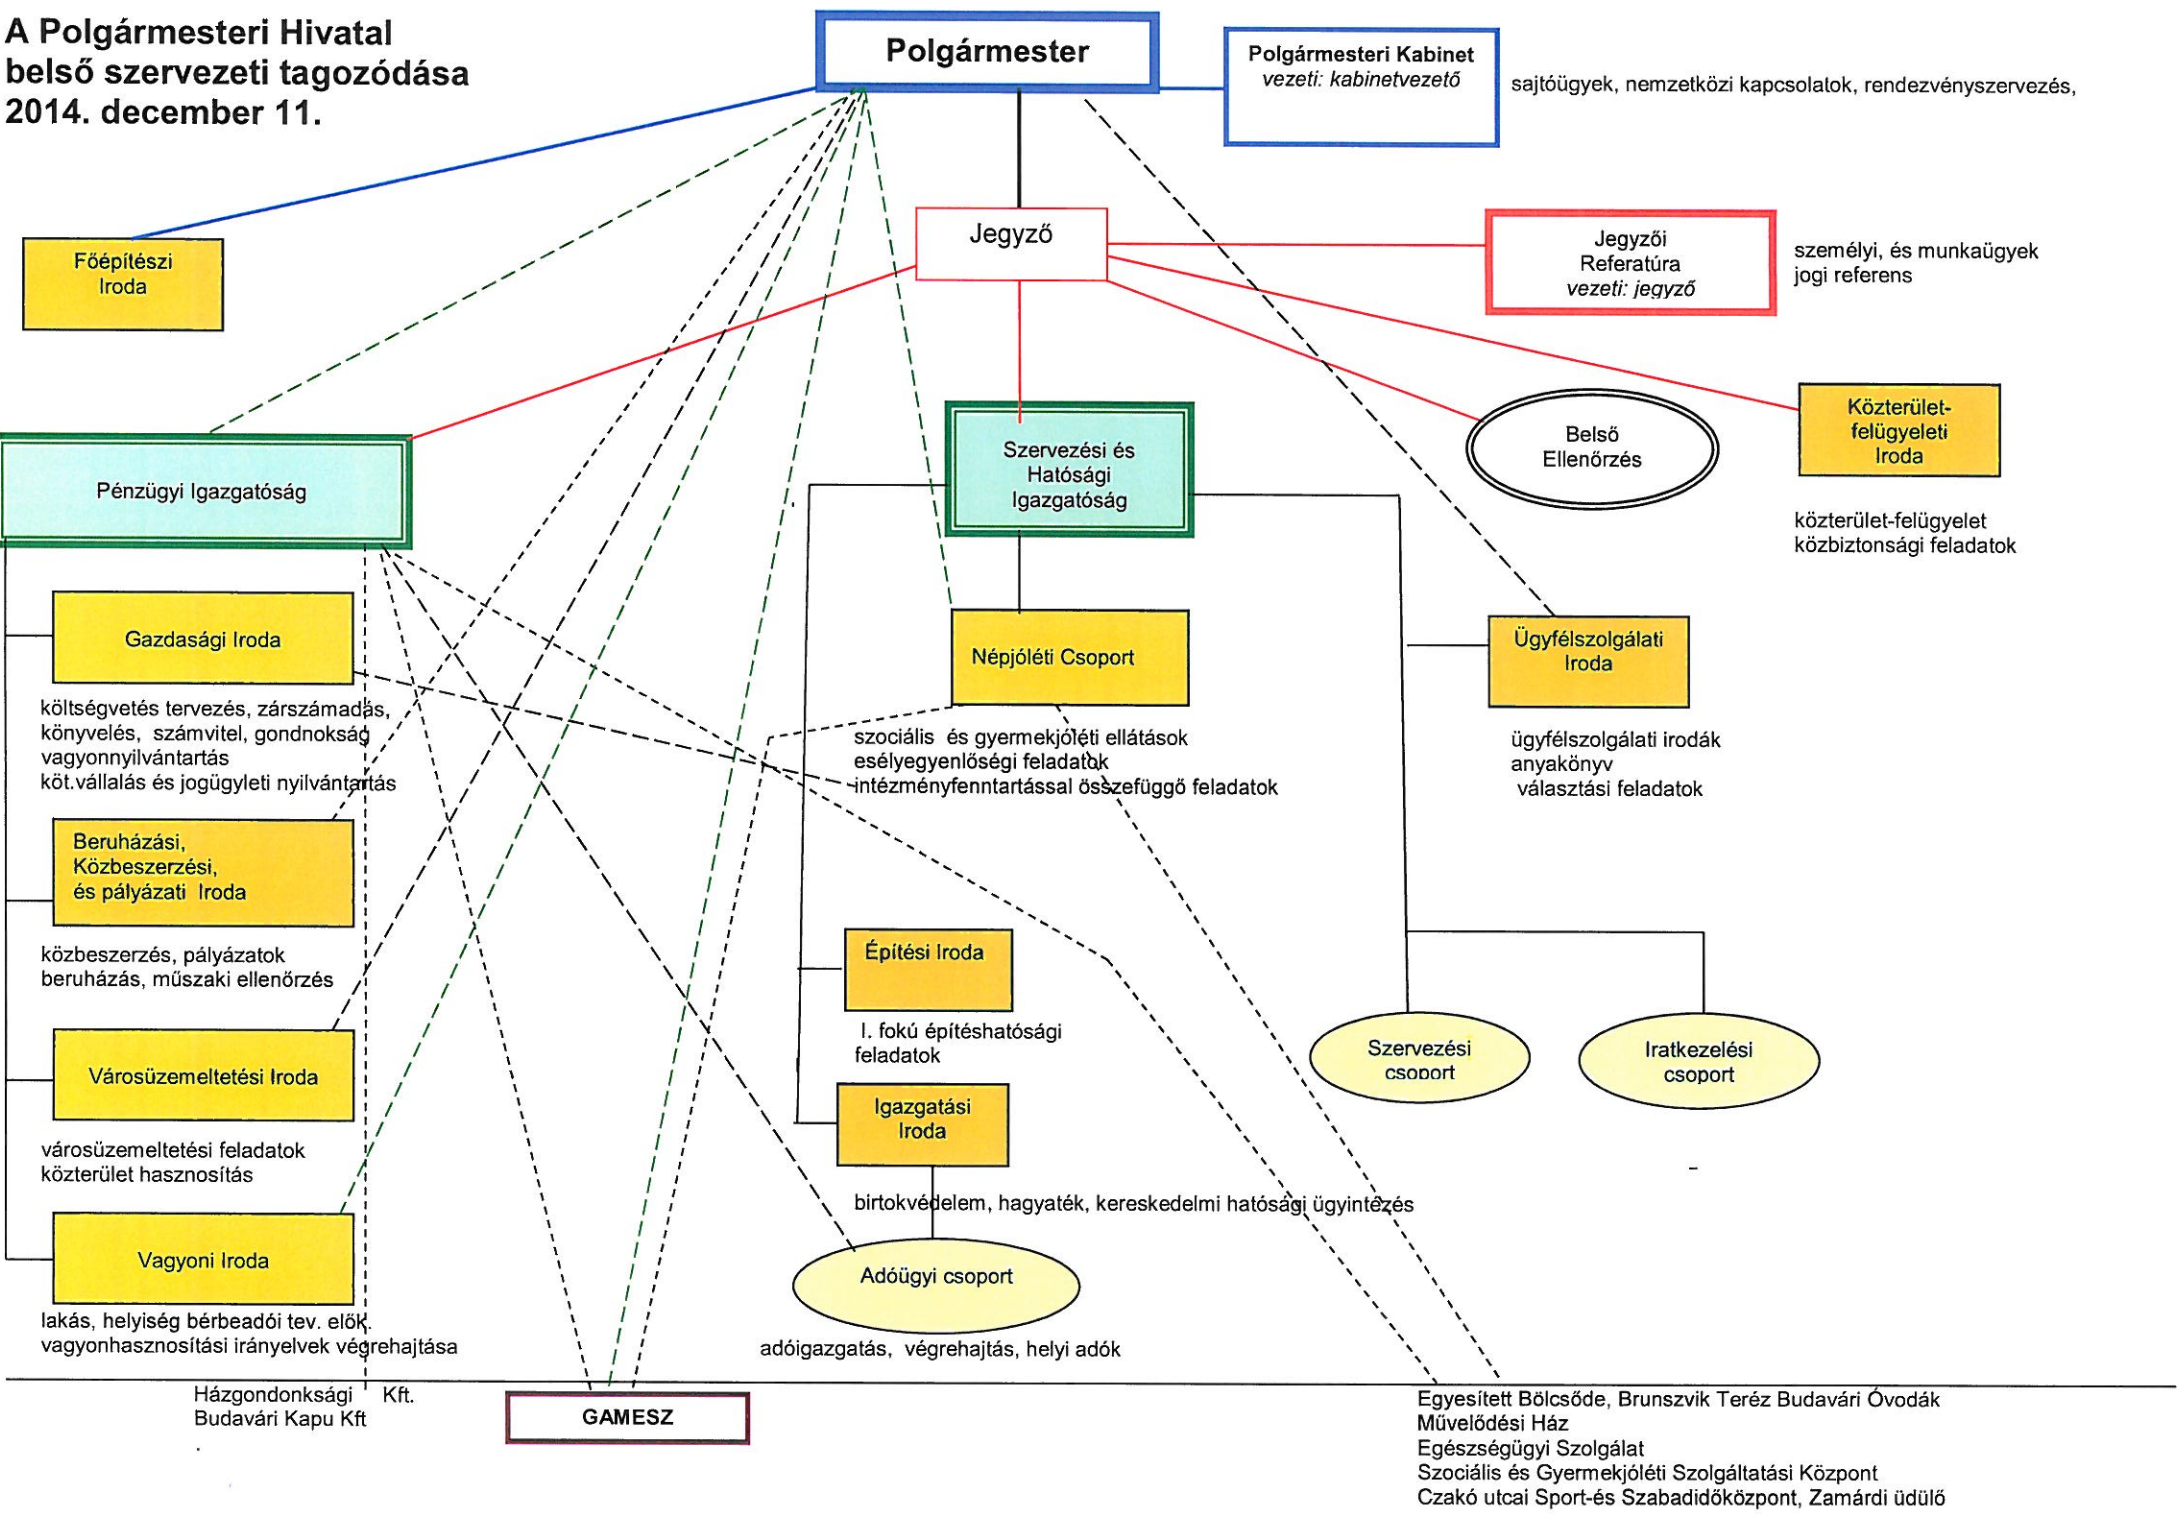 A Polgármesteri Hivatal
belső szervezeti tagozódása
2014. december 11.
Polgármester
Polgármesteri Kabinet
vezeti: kabinetvezető
sajtóügyek, nemzetközi kapcsolatok, rendezvényszervezés,
Főépítészi
Iroda
Jegyző
Jegyzői
Referatúra
vezeti: jegyző
személyi, és munkaügyek
jogi referens
Pénzügyi Igazgatóság
Szervezési és
Hatósági
Igazgatóság
Belső
Ellenőrzés
Közterület-
felügyeleti
Iroda
közterület-felügyelet
közbiztonsági feladatok
Gazdasági Iroda
költségvetés tervezés, zárszámadás,
könyvelés, számvitel, gondnokság
vagyonnyilvántartás
köt.vállalás és jogügyleti nyilvántartás
Népjóléti Csoport
szociális és gyermekjóléti ellátások
esélyegyenlőségi feladatok
intézményfenntartással összefüggő feladatok
Ügyfélszolgálati
Iroda
ügyfélszolgálati irodák
anyakönyv
választási feladatok
Beruházási,
Közbeszerzési,
és pályázati Iroda
közbeszerzés, pályázatok
beruházás, műszaki ellenőrzés
Építési Iroda
I. fokú építéshatósági
feladatok
Szervezési
csoport
Iratkezelési
csoport
Városüzemeltetési Iroda
városüzemeltetési feladatok
közterület hasznosítás
Igazgatási
Iroda
birtokvédelem, hagyaték, kereskedelmi hatósági ügyintézés
Vagyoni Iroda
lakás, helyiség bérbeadói tev. elők.
vagyonhasznosítási irányelvek végrehajtása
Adóügyi csoport
adóigazgatás, végrehajtás, helyi adók
Házgondonksági Kft.
Budavári Kapu Kft
GAMESZ
Egyesített Bölcsőde, Brunszvik Teréz Budavári Óvodák
Művelődési Ház
Egészségügyi Szolgálat
Szociális és Gyermekjóléti Szolgáltatási Központ
Czakó utcai Sport-és Szabadidőközpont, Zamárdi üdülő